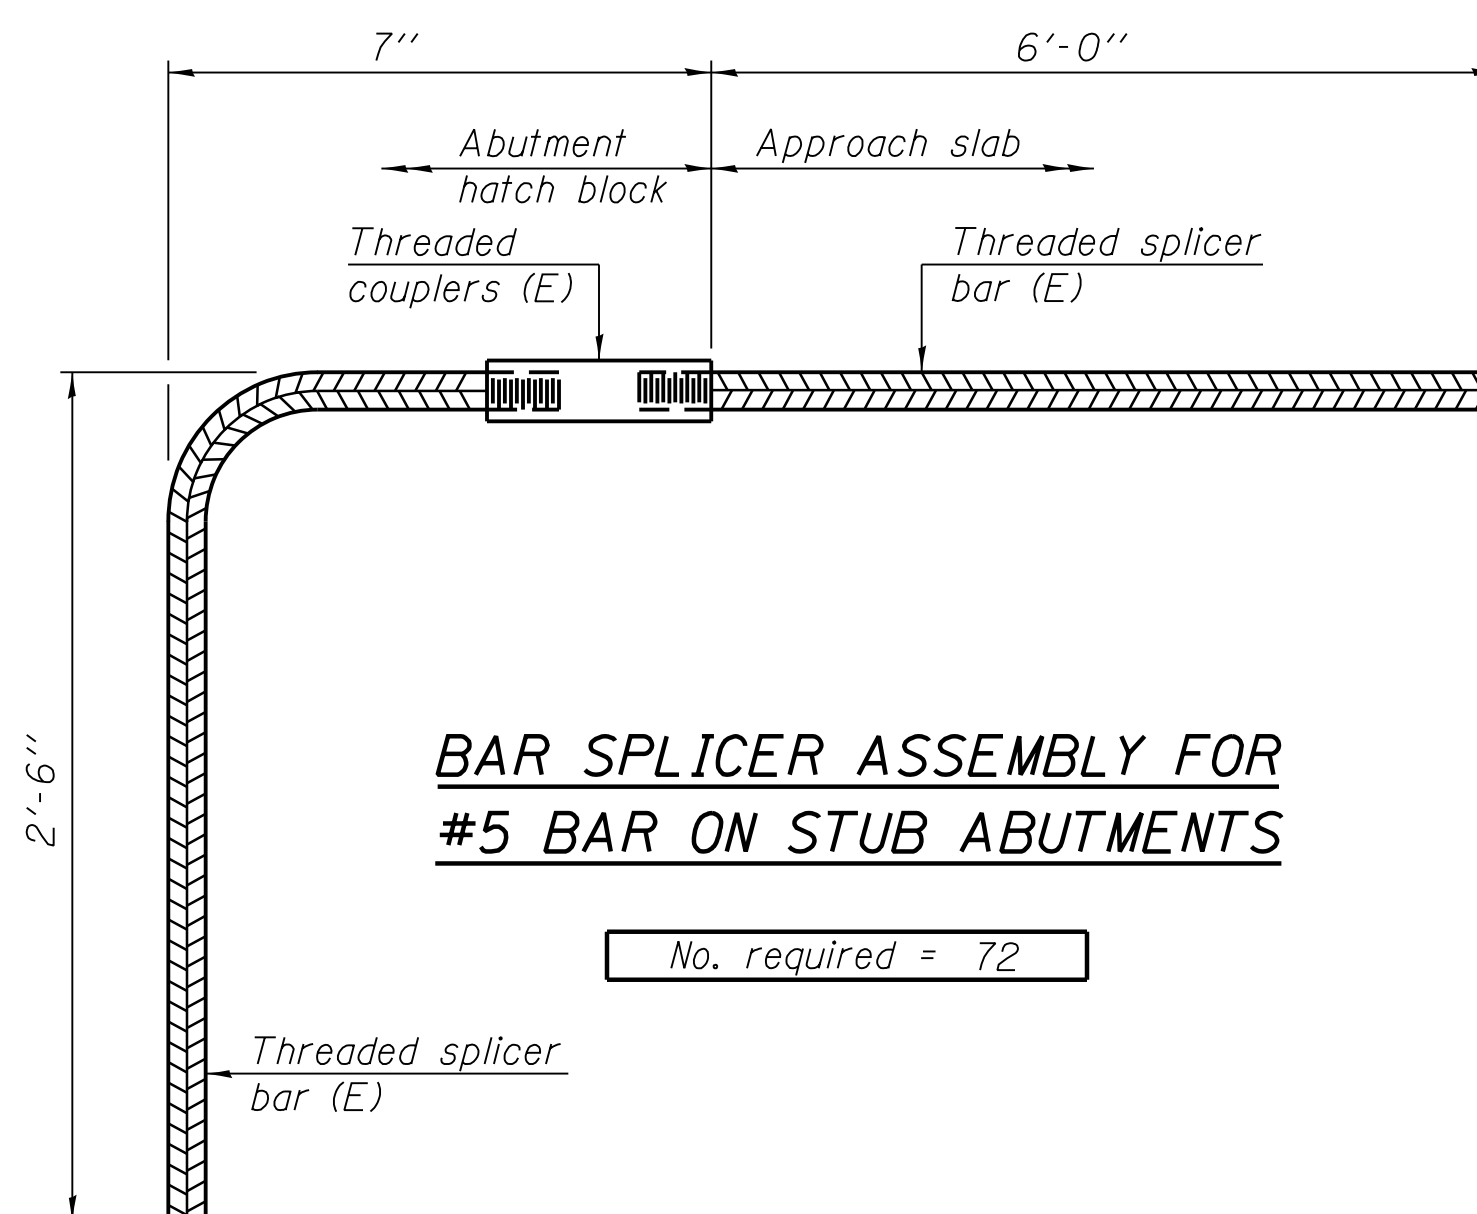 7"
6'-0"
Abutment
hatch block
Approach slab
Threaded
couplers (E)
Threaded splicer
bar (E)
2'-6"
BAR SPLICER ASSEMBLY FOR
#5 BAR ON STUB ABUTMENTS
No. required = 72
Threaded splicer
bar (E)